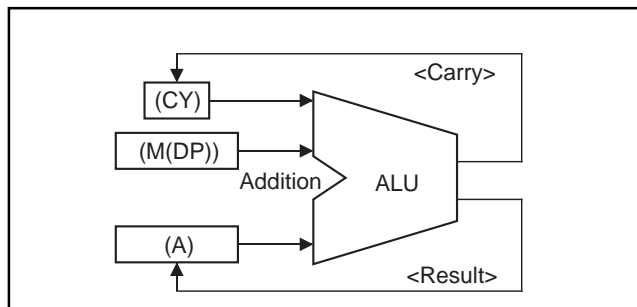 <Carry>
(CY)
(M(DP))
Addition
ALU
(A)
<Result>